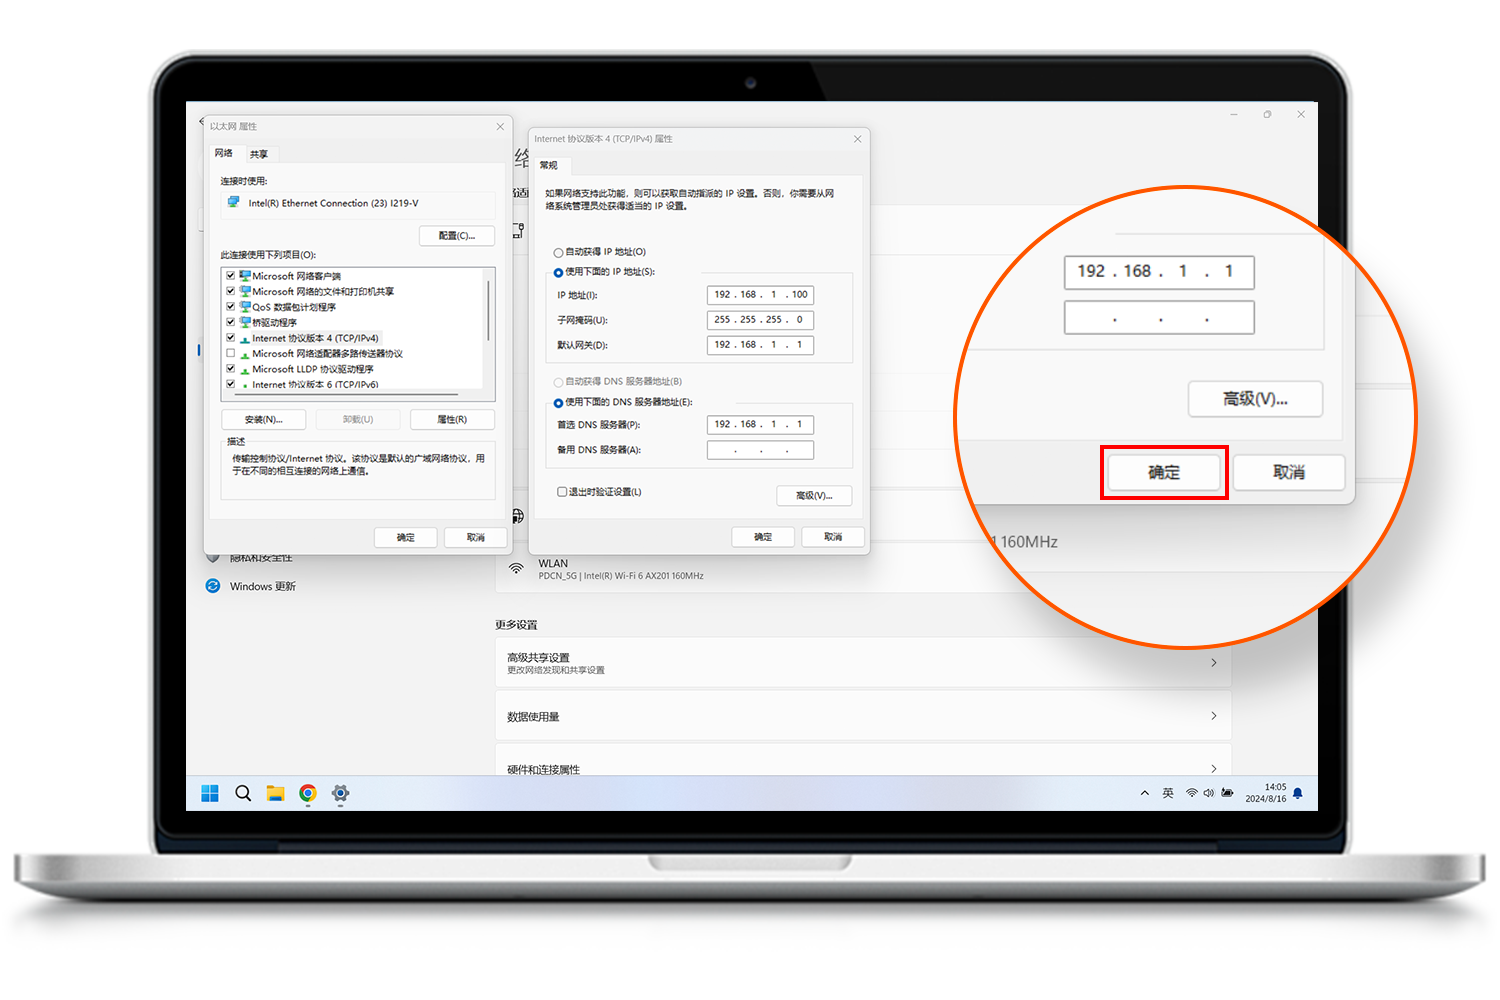 以太网 属性
网络
共享
连接时使用:
Intel(R) Ethernet Connection (23) I219-V
配置(C)...
此连接使用下列项目(O):
Microsoft 网络客户端
Microsoft 网络的文件和打印机共享
QoS 数据包计划程序
桥驱动程序
Internet 协议版本 4 (TCP/IPv4)
Microsoft 网络适配器多路传送器协议
Microsoft LLDP 协议驱动程序
Internet 协议版本 6 (TCP/IPv6)
安装(N)...
卸载(U)
属性(R)
描述
传输控制协议/Internet 协议。该协议是默认的广域网络协议，用
于在不同的相互连接的网络上通信。
确定
取消
Internet 协议版本 4 (TCP/IPv4) 属性
常规
如果网络支持此功能，则可以获取自动指派的 IP 设置。否则，你需要从网
络系统管理员处获得适当的 IP 设置。
自动获得 IP 地址(O)
使用下面的 IP 地址(S):
IP 地址(I):
192 . 168 . 1 . 100
子网掩码(U):
255 . 255 . 255 . 0
默认网关(D):
192 . 168 . 1 . 1
自动获得 DNS 服务器地址(B)
使用下面的 DNS 服务器地址(E):
首选 DNS 服务器(P):
192 . 168 . 1 . 1
备用 DNS 服务器(A):
. . .
退出时验证设置(L)
高级(V)...
确定
取消
络
192 . 168 . 1 . 1
. . .
高级(V)...
确定
取消
160MHz
隐私和安全性
Windows 更新
WLAN
PDCN_5G | Intel(R) Wi-Fi 6 AX201 160MHz
更多设置
高级共享设置
更改网络发现和共享设置
数据使用量
硬件和连接属性
英
14:05
2024/8/16